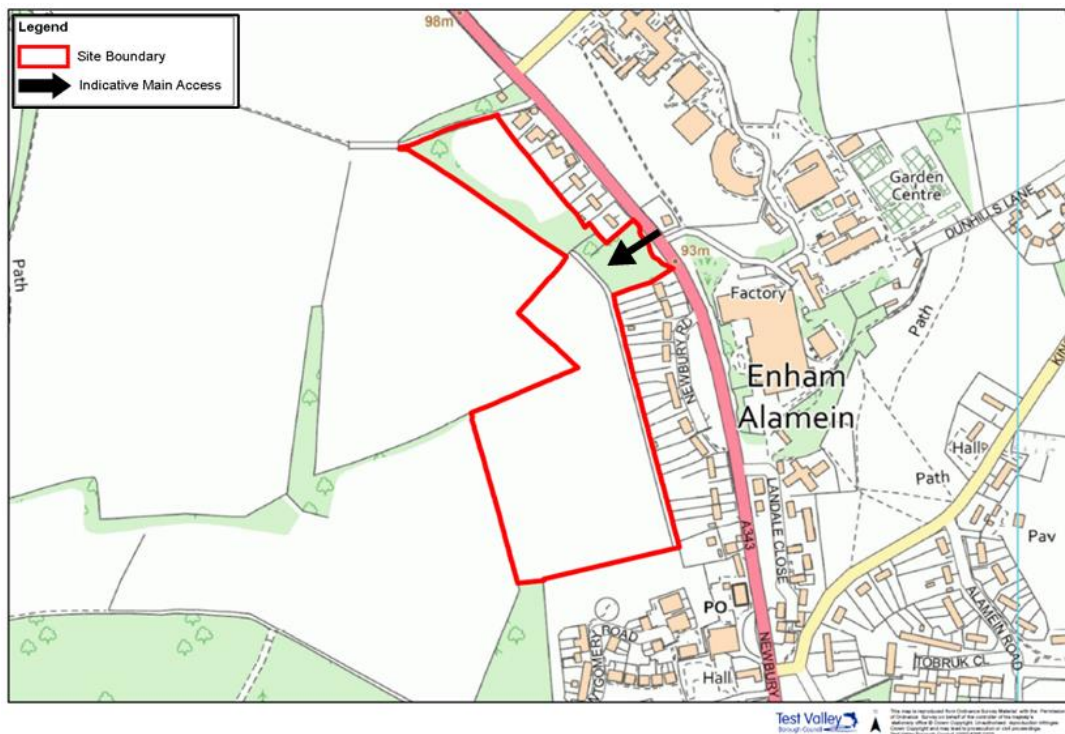 Legend
Site Boundary
Indicative Main Access
98m
Path
Garden
Centre
DUNHILLS LANE
93m
Factory
Path
NEWBURY RD
Enham
Alamein
Hall
Path
LANDALE CLOSE
A343
Pav
PO
ALAMEIN ROAD
ROAD
TOBRUK CL
Hall
NEWBURY
Test Valley
Borough Council